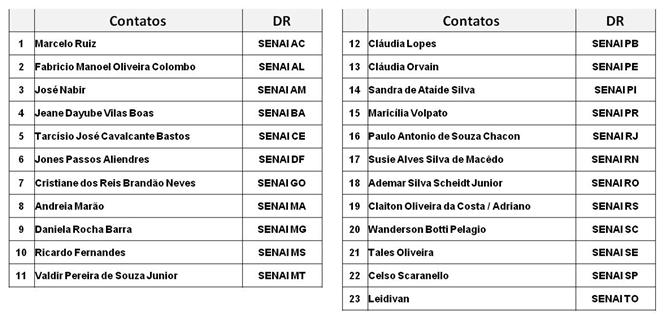 Contatos DR
1 Marcelo Ruiz SENAI AC
2 Fabricio Manoel Oliveira Colombo SENAI AL
3 José Nabir SENAI AM
4 Jeane Dayube Vilas Boas SENAI BA
5 Tarcísio José Cavalcante Bastos SENAI CE
6 Jones Passos Aliendres SENAI DF
7 Cristiane dos Reis Brandão Neves SENAI GO
8 Andreia Marão SENAI MA
9 Daniela Rocha Barra SENAI MG
10 Ricardo Fernandes SENAI MS
11 Valdir Pereira de Souza Junior SENAI MT
Contatos DR
12 Cláudia Lopes SENAI PB
13 Cláudia Orvain SENAI PE
14 Sandra de Ataíde Silva SENAI PI
15 Maricília Volpato SENAI PR
16 Paulo Antonio de Souza Chacon SENAI RJ
17 Susie Alves Silva de Macêdo SENAI RN
18 Ademar Silva Scheidt Junior SENAI RO
19 Claiton Oliveira da Costa / Adriano SENAI RS
20 Wanderson Botti Pelagio SENAI SC
21 Tales Oliveira SENAI SE
22 Celso Scaranello SENAI SP
23 Leidivan SENAI TO